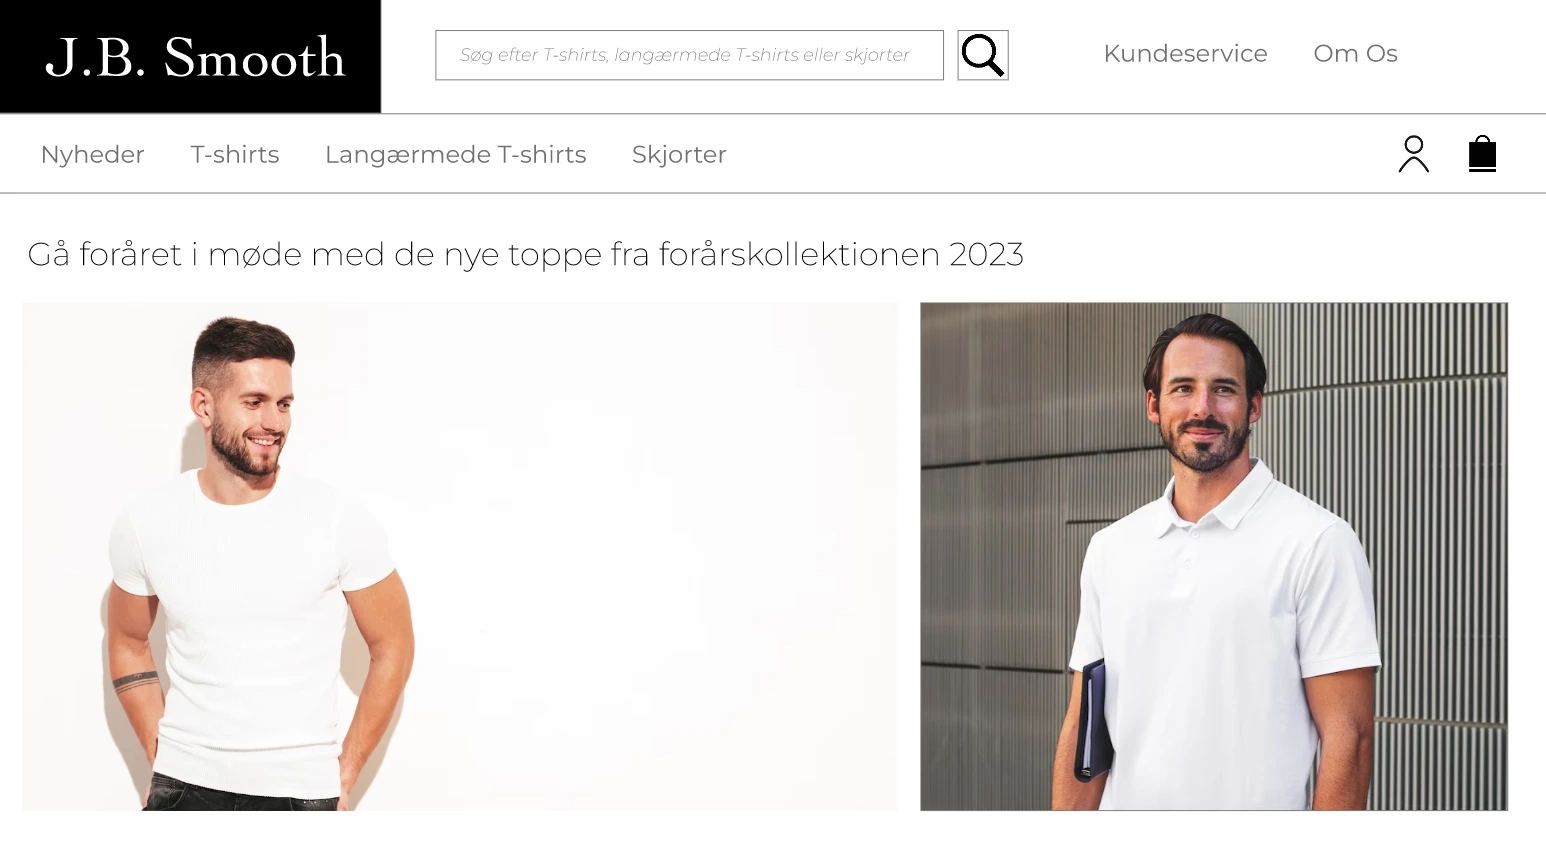 J.B. Smooth
Søg efter T-shirts, langærmede T-shirts eller skjorter
Kundeservice
Om Os
Nyheder
T-shirts
Langærmede T-shirts
Skjorter
Gå foråret i møde med de nye toppe fra forårskollektionen 2023